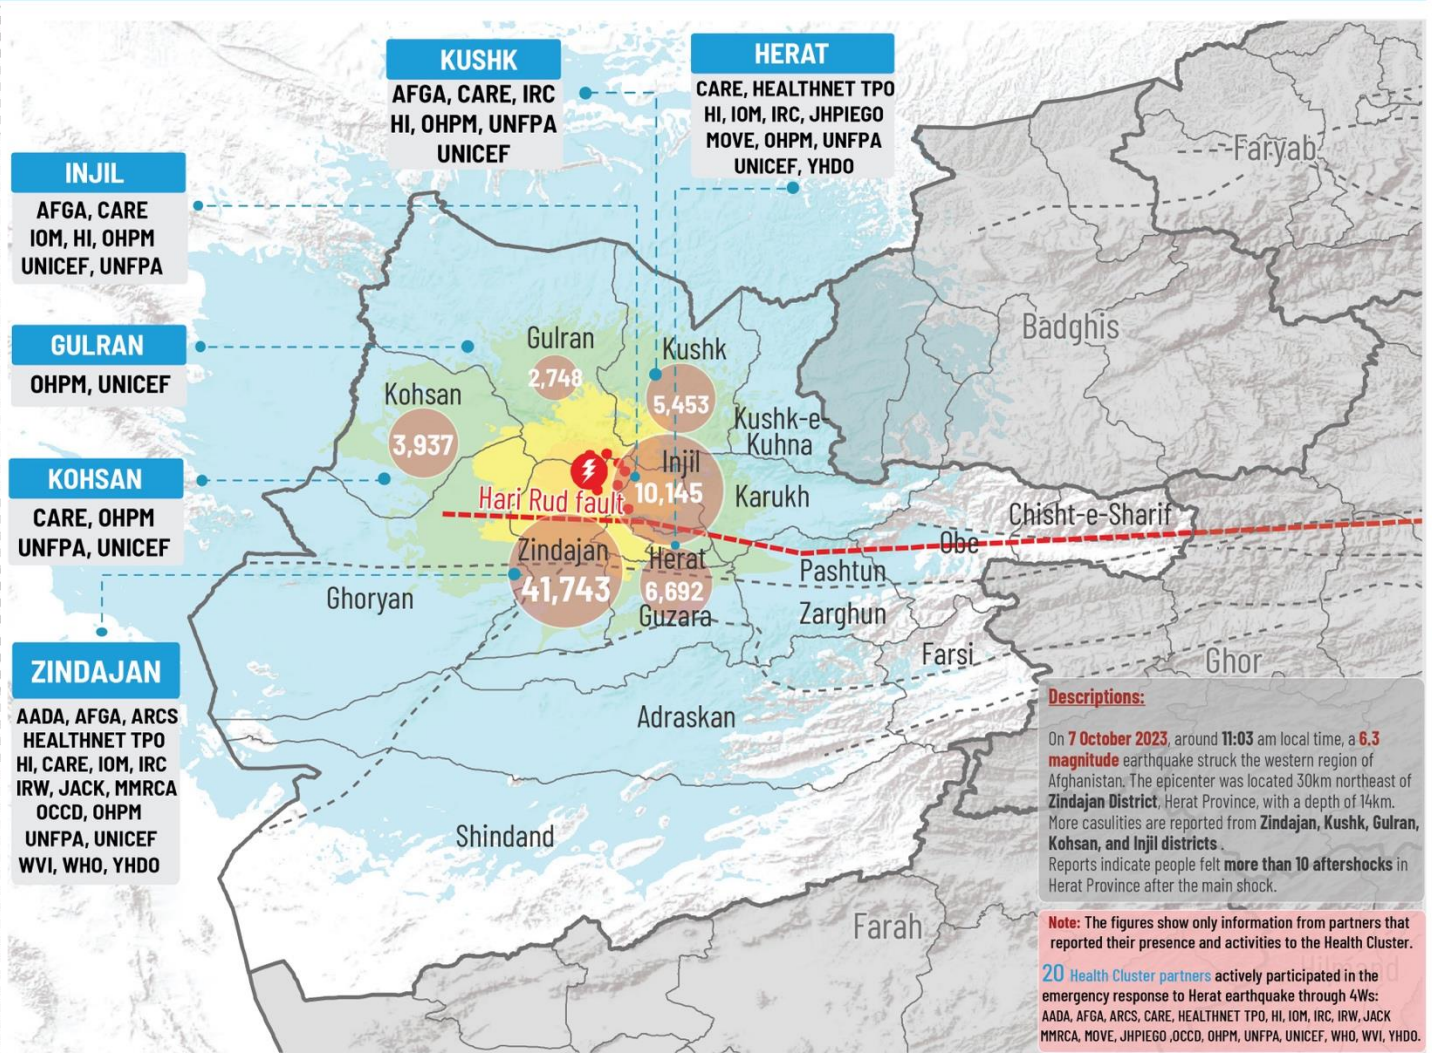 KUSHK
AFGA, CARE, IRC
HI, OHPM, UNFPA
UNICEF
HERAT
CARE, HEALTHNET TPO
HI, IOM, IRC, JHPIEGO
MOVE, OHPM, UNFPA
UNICEF, YHDO
INJIL
AFGA, CARE
IOM, HI, OHPM
UNICEF, UNFPA
GULRAN
OHPM, UNICEF
KOHSAN
CARE, OHPM
UNFPA, UNICEF
ZINDAJAN
AADA, AFGA, ARCS
HEALTHNET TPO
HI, CARE, IOM, IRC
IRW, JACK, MMRCA
OCCD, OHPM
UNFPA, UNICEF
WVI, WHO, YHDO
Faryab
Badghis
Gulran
2,748
Kushk
5,453
Kohsan
3,937
Kushk-e-
Kuhna
Injil
10,145
Karukh
Hari Rud fault
Chisht-e-Sharif
Obe
Zindajan
41,743
Herat
6,692
Guzara
Pashtun
Zarghun
Ghoryan
Farsi
Ghor
Adraskan
Shindand
Farah
Descriptions:
On 7 October 2023, around 11:03 am local time, a 6.3
magnitude earthquake struck the western region of
Afghanistan. The epicenter was located 30km northeast of
Zindajan District, Herat Province, with a depth of 14km.
More casulities are reported from Zindajan, Kushk, Gulran,
Kohsan, and Injil districts .
Reports indicate people felt more than 10 aftershocks in
Herat Province after the main shock.
Note: The figures show only information from partners that
reported their presence and activities to the Health Cluster.
Hilmand
20 Health Cluster partners actively participated in the
emergency response to Herat earthquake through 4Ws:
AADA, AFGA, ARCS, CARE, HEALTHNET TPO, HI, IOM, IRC, IRW, JACK
MMRCA, MOVE, JHPIEGO ,OCCD, OHPM, UNFPA, UNICEF, WHO, WVI, YHDO.